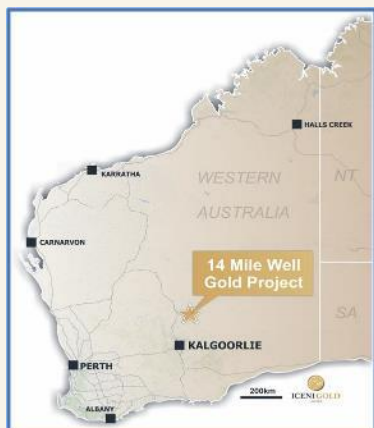 HALLS CREEK
KARRATHA
WESTERN
NT
AUSTRALIA
CARNARVON
14 Mile Well
Gold Project
SA
KALGOORLIE
PERTH
200km
ICENI GOLD
ALBANY